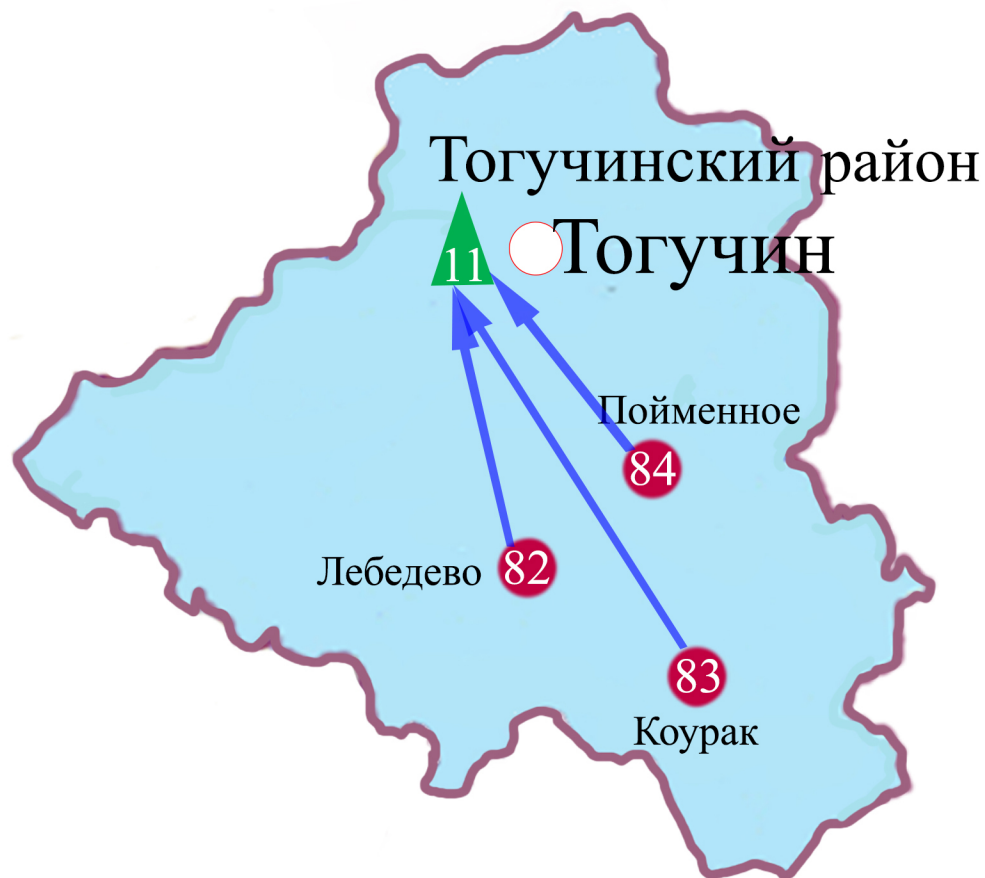 Тогучинский район
11
Тогучин
Пойменное
84
Лебедево
82
83
Коурак